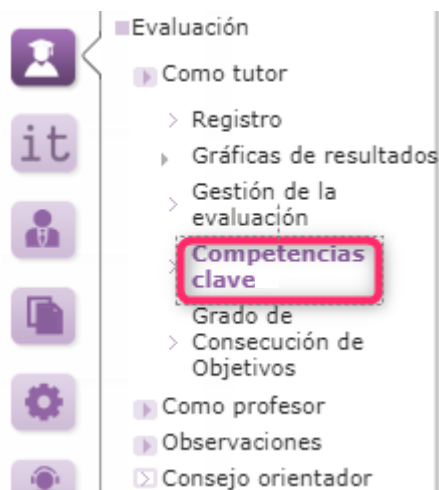 Evaluación
Como tutor
it
Registro
Gráficas de resultados
Gestión de la
evaluación
Competencias
clave
Grado de
Consecución de
Objetivos
Como profesor
Observaciones
Consejo orientador